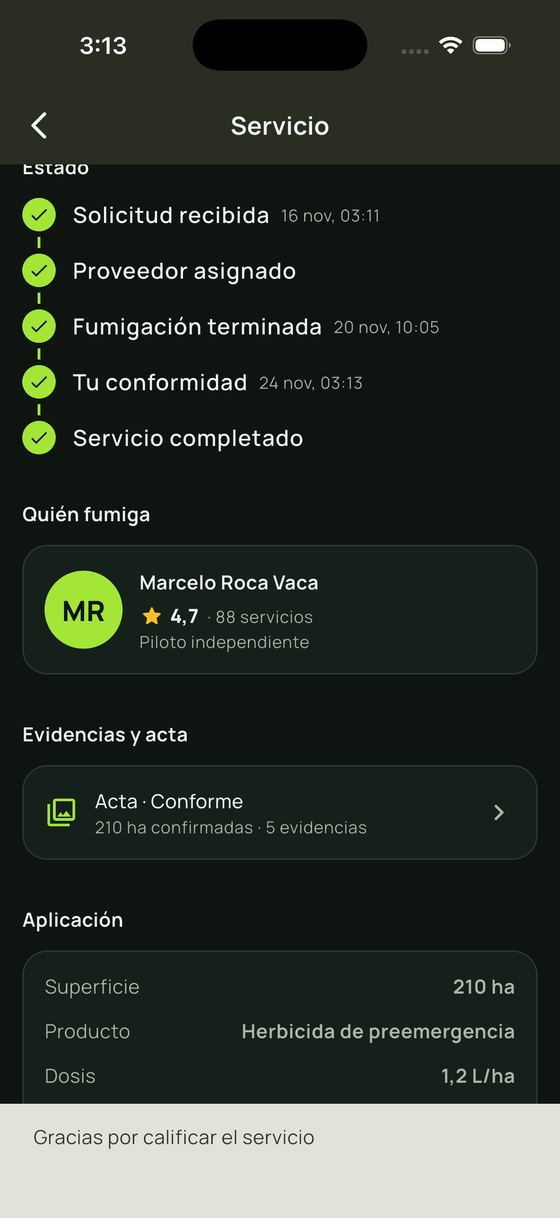 3:13
Servicio
Estado
Solicitud recibida 16 nov, 03:11
Proveedor asignado
Fumigación terminada 20 nov, 10:05
Tu conformidad 24 nov, 03:13
Servicio completado
Quién fumiga
MR
Marcelo Roca Vaca
4,7 · 88 servicios
Piloto independiente
Evidencias y acta
Acta · Conforme
210 ha confirmadas · 5 evidencias
Aplicación
Superficie 210 ha
Producto Herbicida de preemergencia
Dosis 1,2 L/ha
Gracias por calificar el servicio